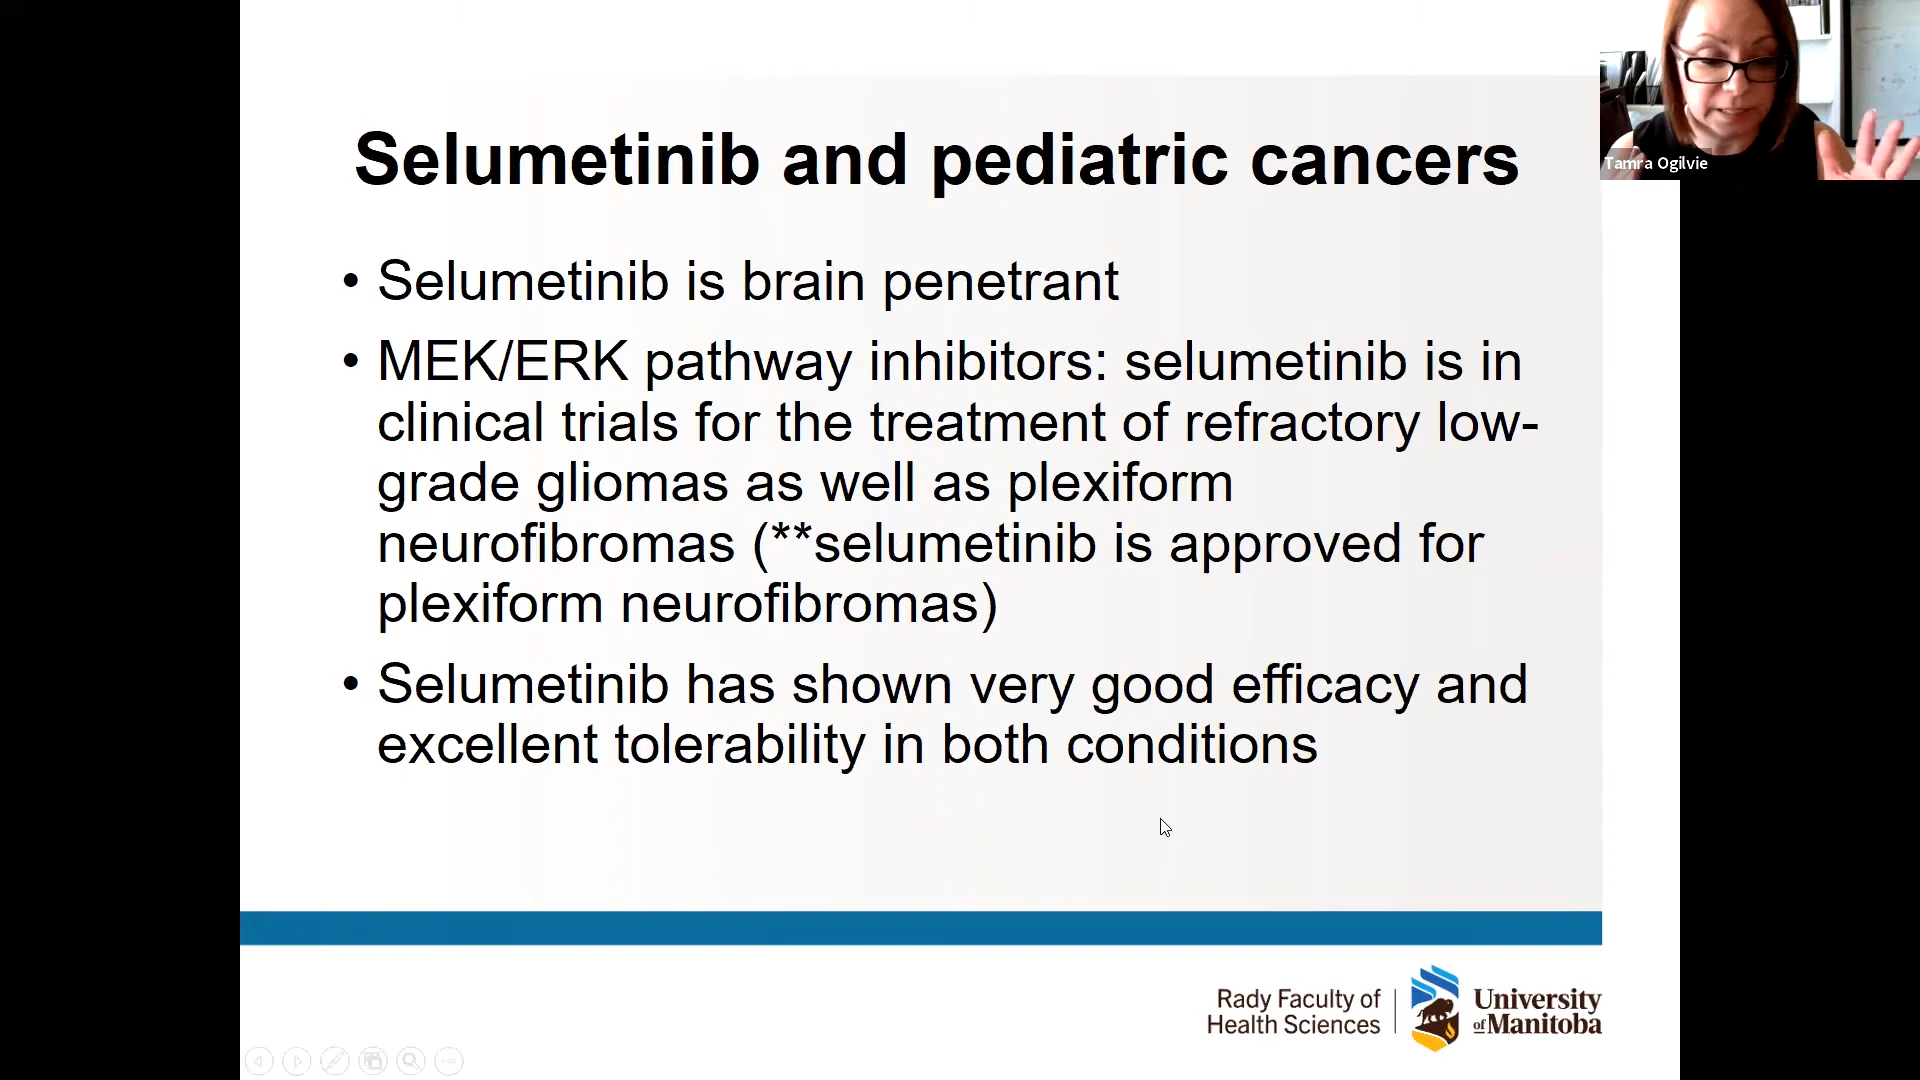 Selumetinib and pediatric cancers
Tamra Ogilvie
• Selumetinib is brain penetrant
• MEK/ERK pathway inhibitors: selumetinib is in
clinical trials for the treatment of refractory low-
grade gliomas as well as plexiform
neurofibromas (**selumetinib is approved for
plexiform neurofibromas)
• Selumetinib has shown very good efficacy and
excellent tolerability in both conditions
Rady Faculty of
Health Sciences
University
of Manitoba